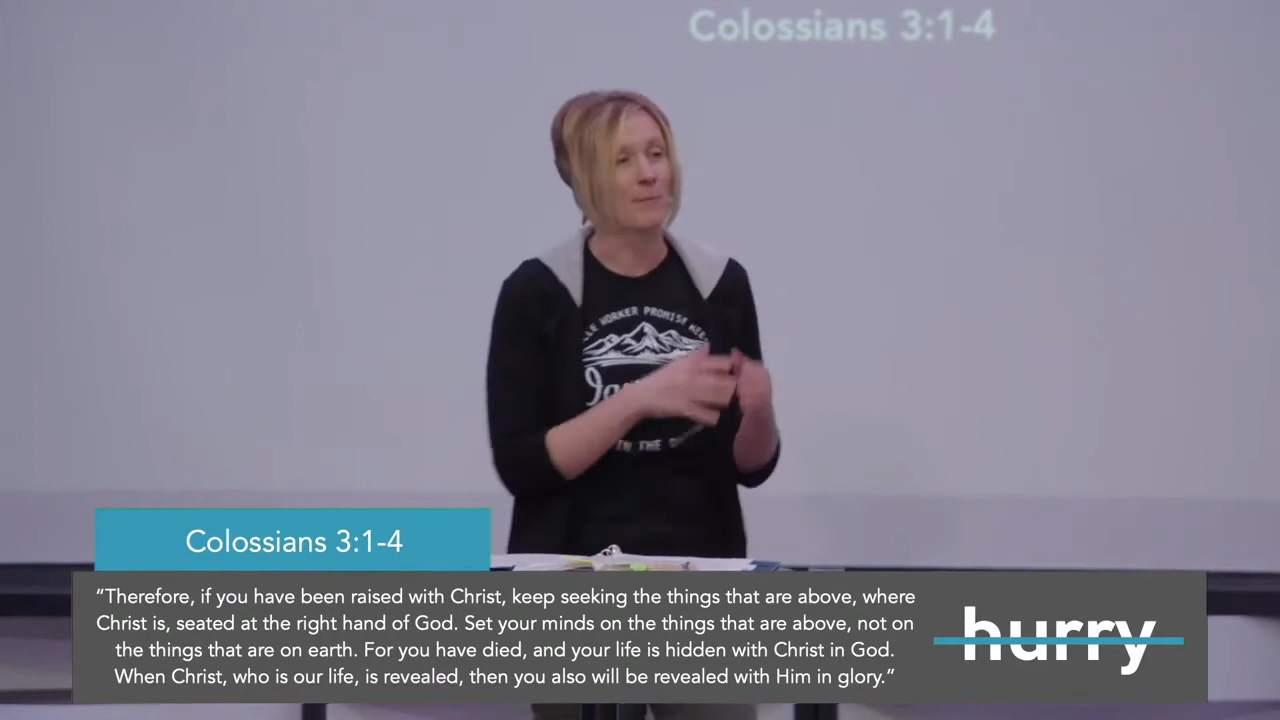 Colossians 3:1-4
WORKER PROMISE
IN THE
Colossians 3:1-4
“Therefore, if you have been raised with Christ, keep seeking the things that are above, where
Christ is, seated at the right hand of God. Set your minds on the things that are above, not on
the things that are on earth. For you have died, and your life is hidden with Christ in God.
When Christ, who is our life, is revealed, then you also will be revealed with Him in glory.”
hurry